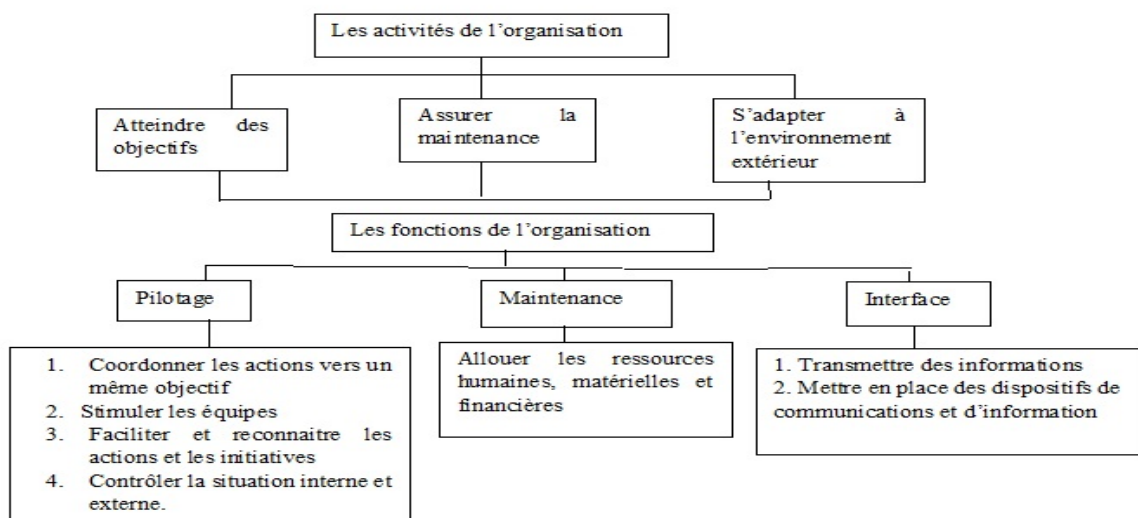 Les activités de l'organisation
Atteindre des
objectifs
Assurer la
maintenance
S'adapter à
l'environnement
extérieur
Les fonctions de l'organisation
Pilotage
Maintenance
Interface
1. Coordonner les actions vers un
même objectif
2. Stimuler les équipes
3. Faciliter et reconnaitre les
actions et les initiatives
4. Contrôler la situation interne et
externe.
Allouer les ressources
humaines, matérielles et
financières
1. Transmettre des informations
2. Mettre en place des dispositifs de
communications et d'information